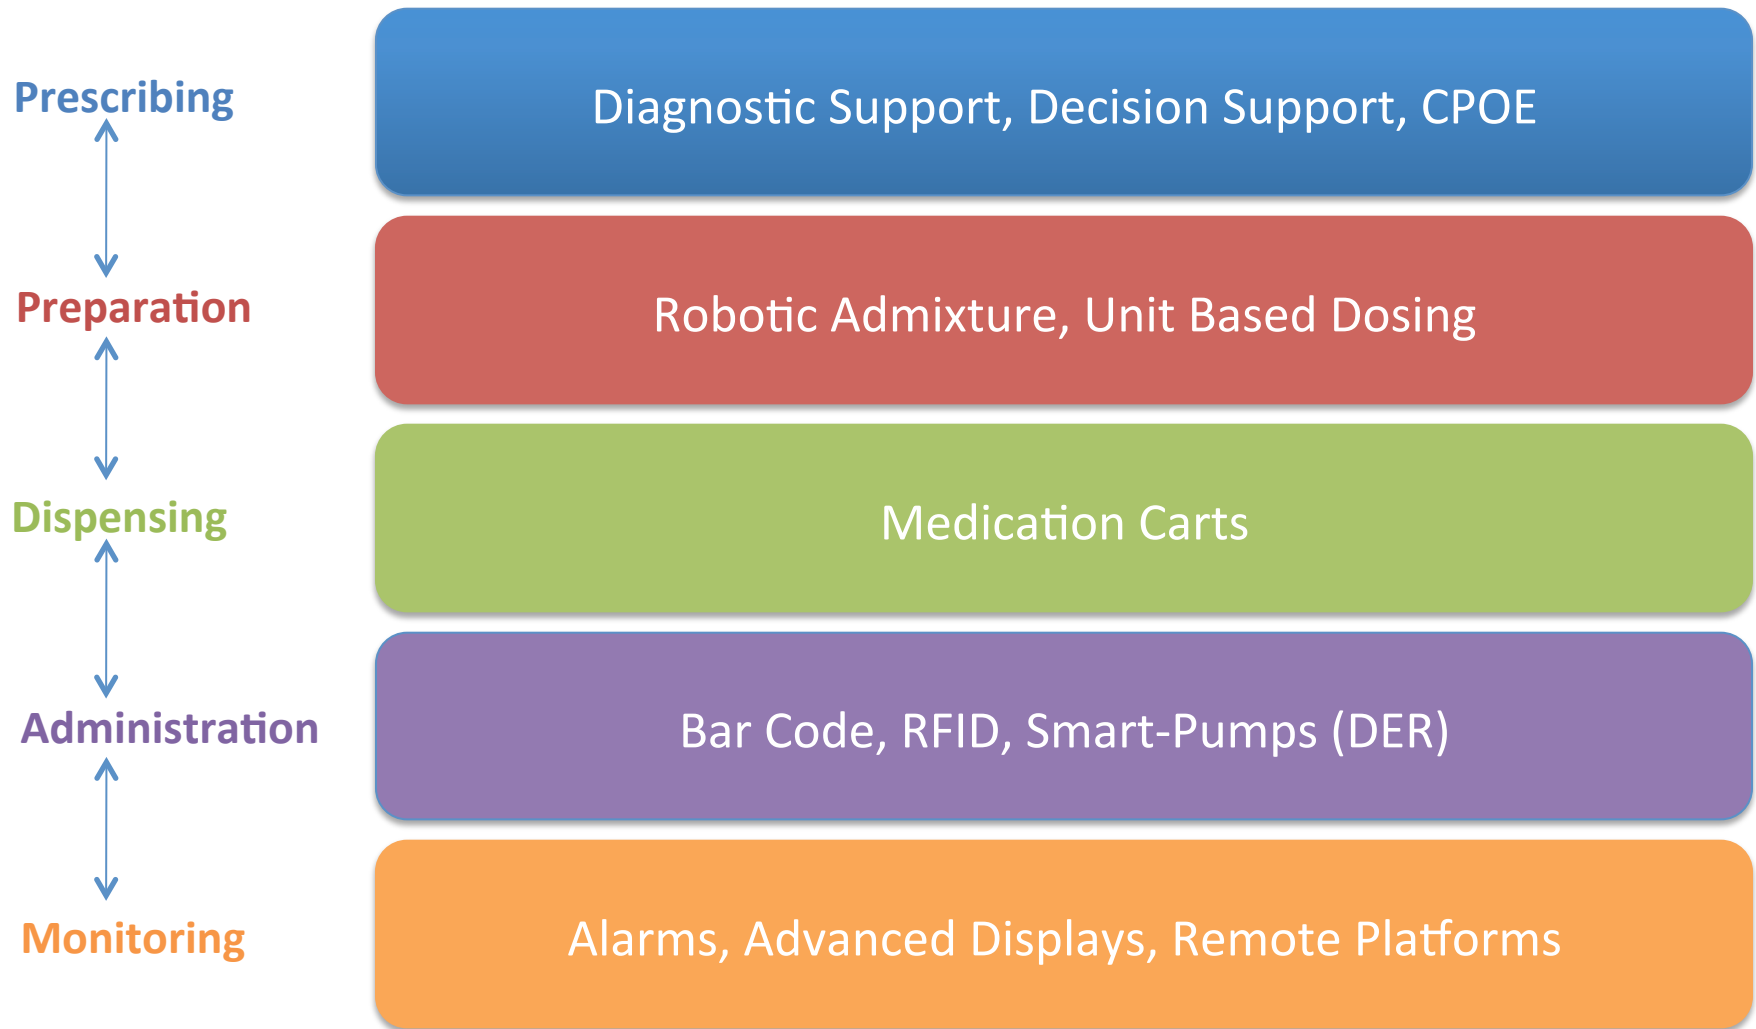 Prescribing
Diagnostic Support, Decision Support, CPOE
Preparation
Robotic Admixture, Unit Based Dosing
Dispensing
Medication Carts
Administration
Bar Code, RFID, Smart-Pumps (DER)
Monitoring
Alarms, Advanced Displays, Remote Platforms